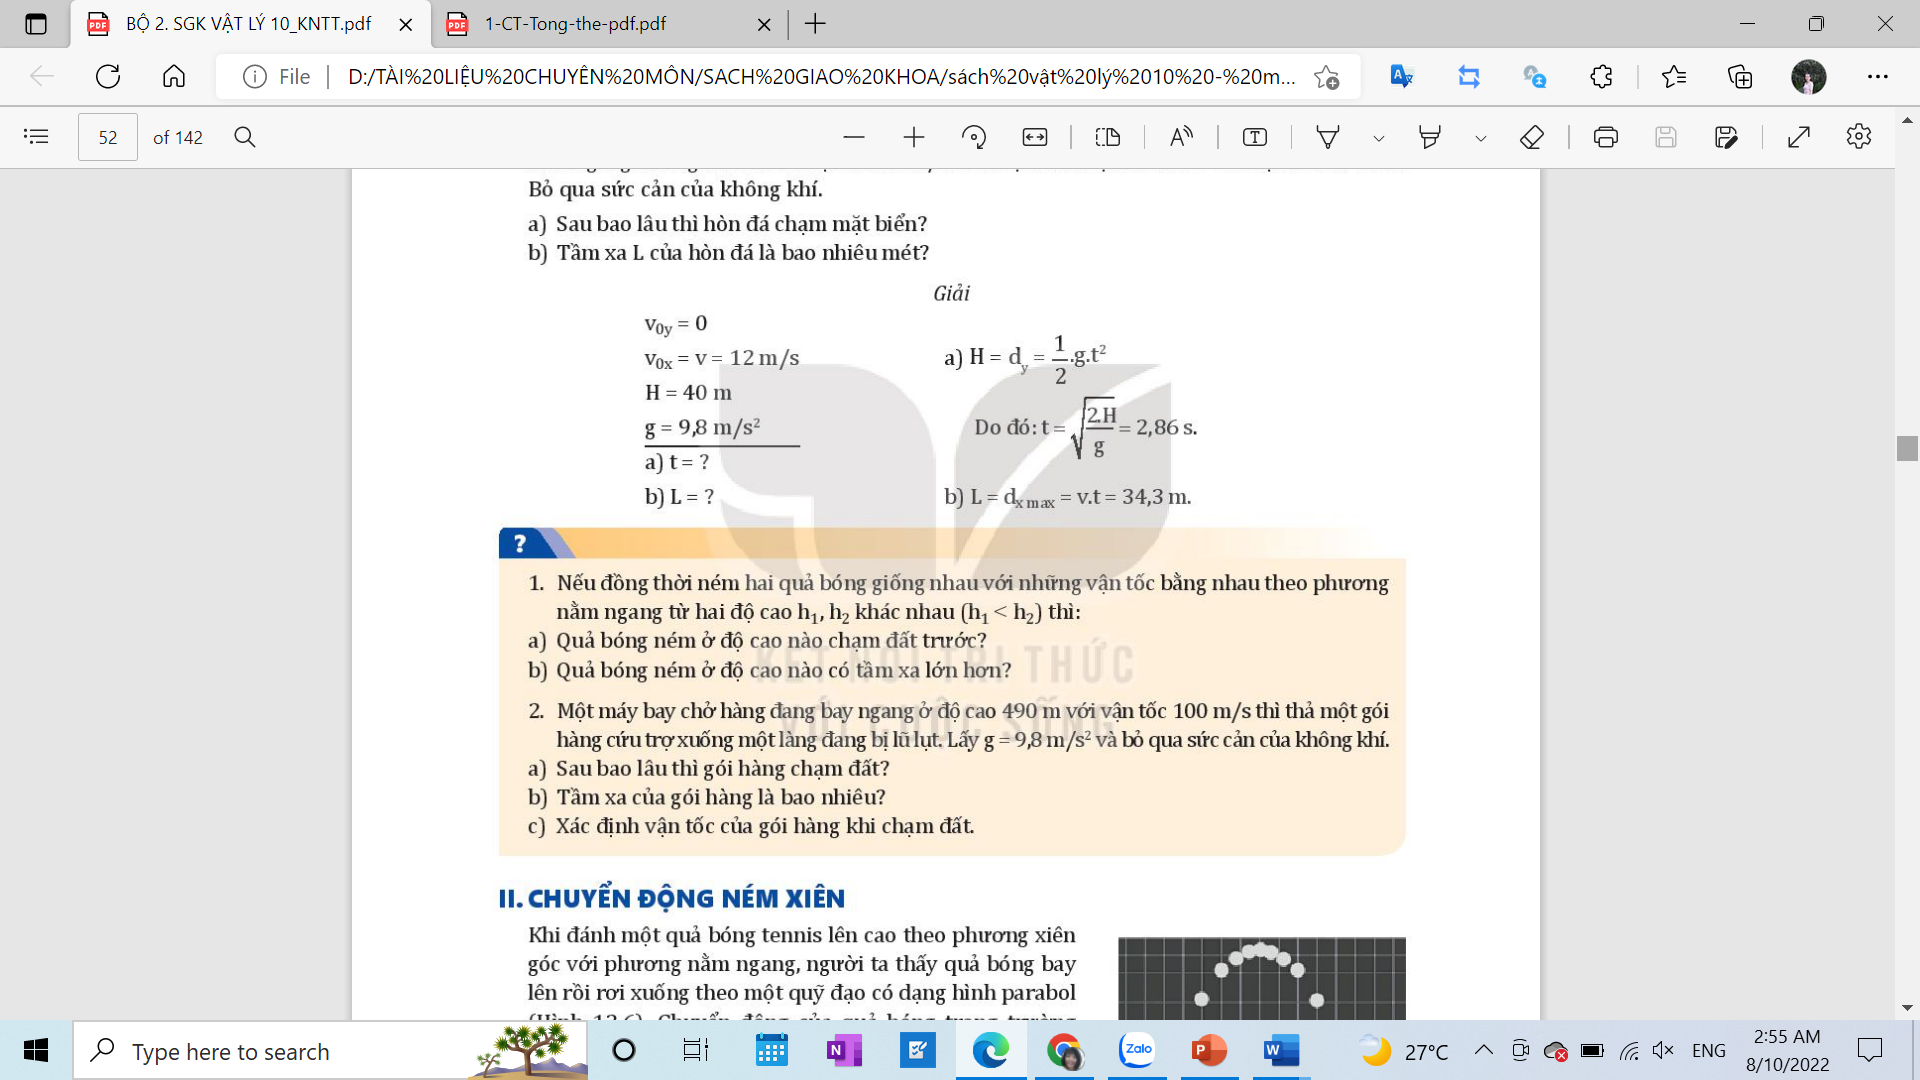 BỘ 2. SGK VẬT LÝ 10_KNTT.pdf
1-CT-Tong-the-pdf.pdf
File
D:/TÀI%20LIỆU%20CHUYÊN%20MÔN/SACH%20GIAO%20KHOA/sách%20vật%20lý%2010%20-%20m...
52 of 142
Bỏ qua sức cản của không khí.
a) Sau bao lâu thì hòn đá chạm mặt biển?
b) Tầm xa L của hòn đá là bao nhiêu mét?
Giải
v₀y = 0
v₀x = v = 12 m/s
H = 40 m
g = 9,8 m/s²
a) t = ?
b) L = ?
a) H = dy = 1/2 .g.t²
Do đó: t = √(2.H/g) = 2,86 s.
b) L = dx max = v.t = 34,3 m.
?
1. Nếu đồng thời ném hai quả bóng giống nhau với những vận tốc bằng nhau theo phương
nằm ngang từ hai độ cao h₁, h₂ khác nhau (h₁ < h₂) thì:
a) Quả bóng ném ở độ cao nào chạm đất trước?
b) Quả bóng ném ở độ cao nào có tầm xa lớn hơn?
KẾT NỐI TRI THỨC
VỚI CUỘC SỐNG
2. Một máy bay chở hàng đang bay ngang ở độ cao 490 m với vận tốc 100 m/s thì thả một gói
hàng cứu trợ xuống một làng đang bị lũ lụt. Lấy g = 9,8 m/s² và bỏ qua sức cản của không khí.
a) Sau bao lâu thì gói hàng chạm đất?
b) Tầm xa của gói hàng là bao nhiêu?
c) Xác định vận tốc của gói hàng khi chạm đất.
II. CHUYỂN ĐỘNG NÉM XIÊN
Khi đánh một quả bóng tennis lên cao theo phương xiên
góc với phương nằm ngang, người ta thấy quả bóng bay
lên rồi rơi xuống theo một quỹ đạo có dạng hình parabol
Type here to search
Zalo
27°C
ENG
2:55 AM
8/10/2022